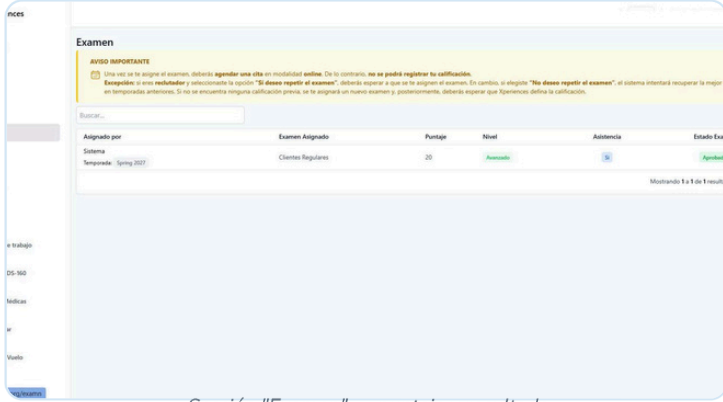 nces
Examen
AVISO IMPORTANTE
Una vez se te asigne el examen, deberás agendar una cita en modalidad online. De lo contrario, no se podrá registrar tu calificación.
Excepción: si eres reclutador y seleccionaste la opción "Si deseo repetir el examen", deberás esperar a que se te asignen el examen. En cambio, si elegiste "No deseo repetir el examen", el sistema intentará recuperar la mejor
en temporadas anteriores. Si no se encuentra ninguna calificación previa, se te asignará un nuevo examen y, posteriormente, deberás esperar que Xperiences defina la calificación.
Buscar...
Asignado por Examen Asignado Puntaje Nivel Asistencia Estado Exa
Sistema
Temporada: Spring 2027 Clientes Regulares 20 Avanzado Si Aprobad
Mostrando 1 a 1 de 1 result
e trabajo
DS-160
Médicas
ar
Vuelo
org/examn